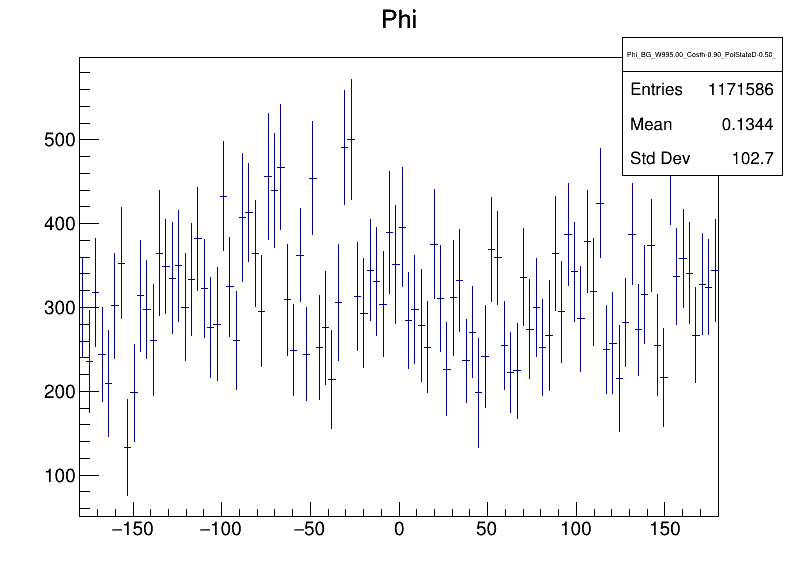 Phi
Phi_BG_W995.00_Costh-0.90_PolStateD-0.50_
Entries 1171586
Mean 0.1344
Std Dev 102.7
500
400
300
200
100
−150 −100 −50 0 50 100 150